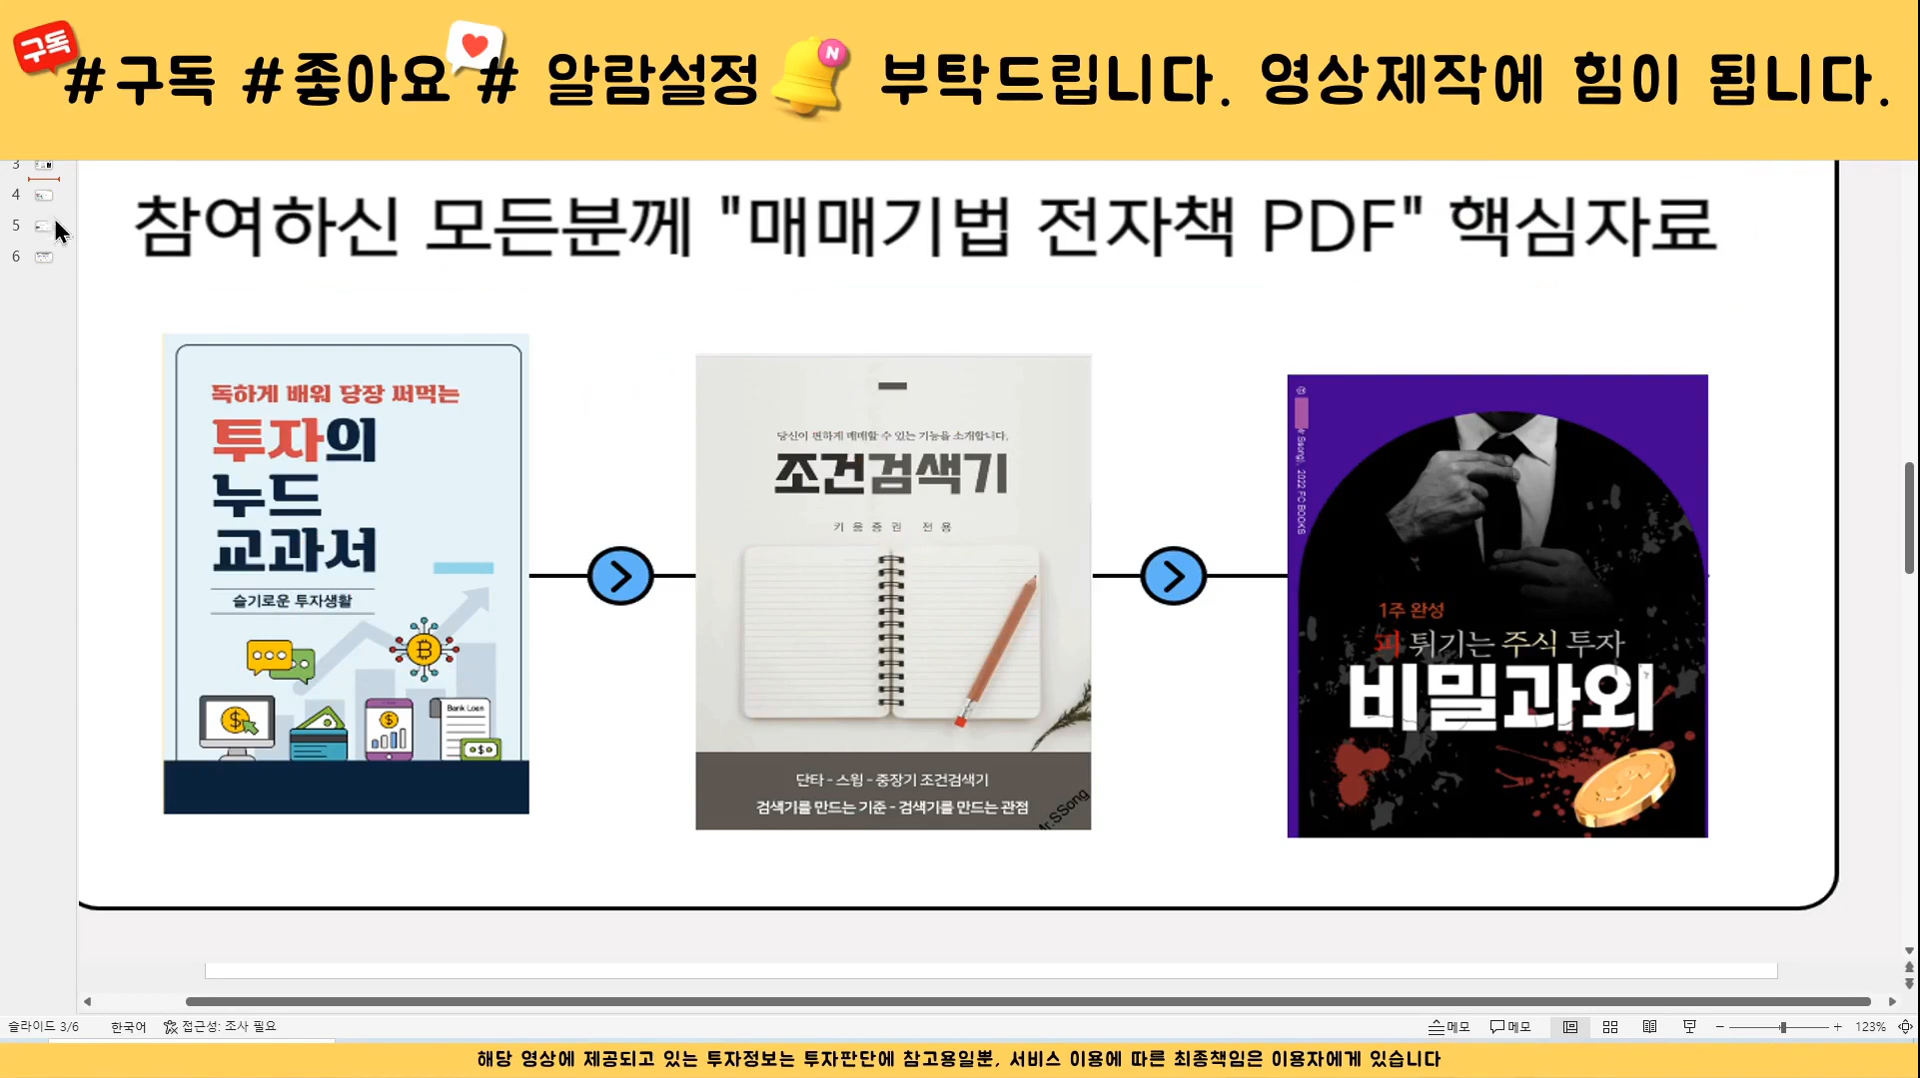 구독
#구독 #좋아요 # 알람설정 N 부탁드립니다. 영상제작에 힘이 됩니다.
3
4
5
6
참여하신 모든분께 "매매기법 전자책 PDF" 핵심자료
독하게 배워 당장 써먹는
투자의
누드
교과서
슬기로운 투자생활
Bank Loan
당신이 편하게 매매할 수 있는 기능을 소개합니다.
조건검색기
키움증권 전용
단타 - 스윙 - 중장기 조건검색기
검색기를 만드는 기준 - 검색기를 만드는 관점
Mr.SSong
2022 FC BOOKS
1주 완성
피 튀기는 주식 투자
비밀과외
슬라이드 3/6 한국어 접근성: 조사 필요 메모 메모 123%
해당 영상에 제공되고 있는 투자정보는 투자판단에 참고용일뿐, 서비스 이용에 따른 최종책임은 이용자에게 있습니다